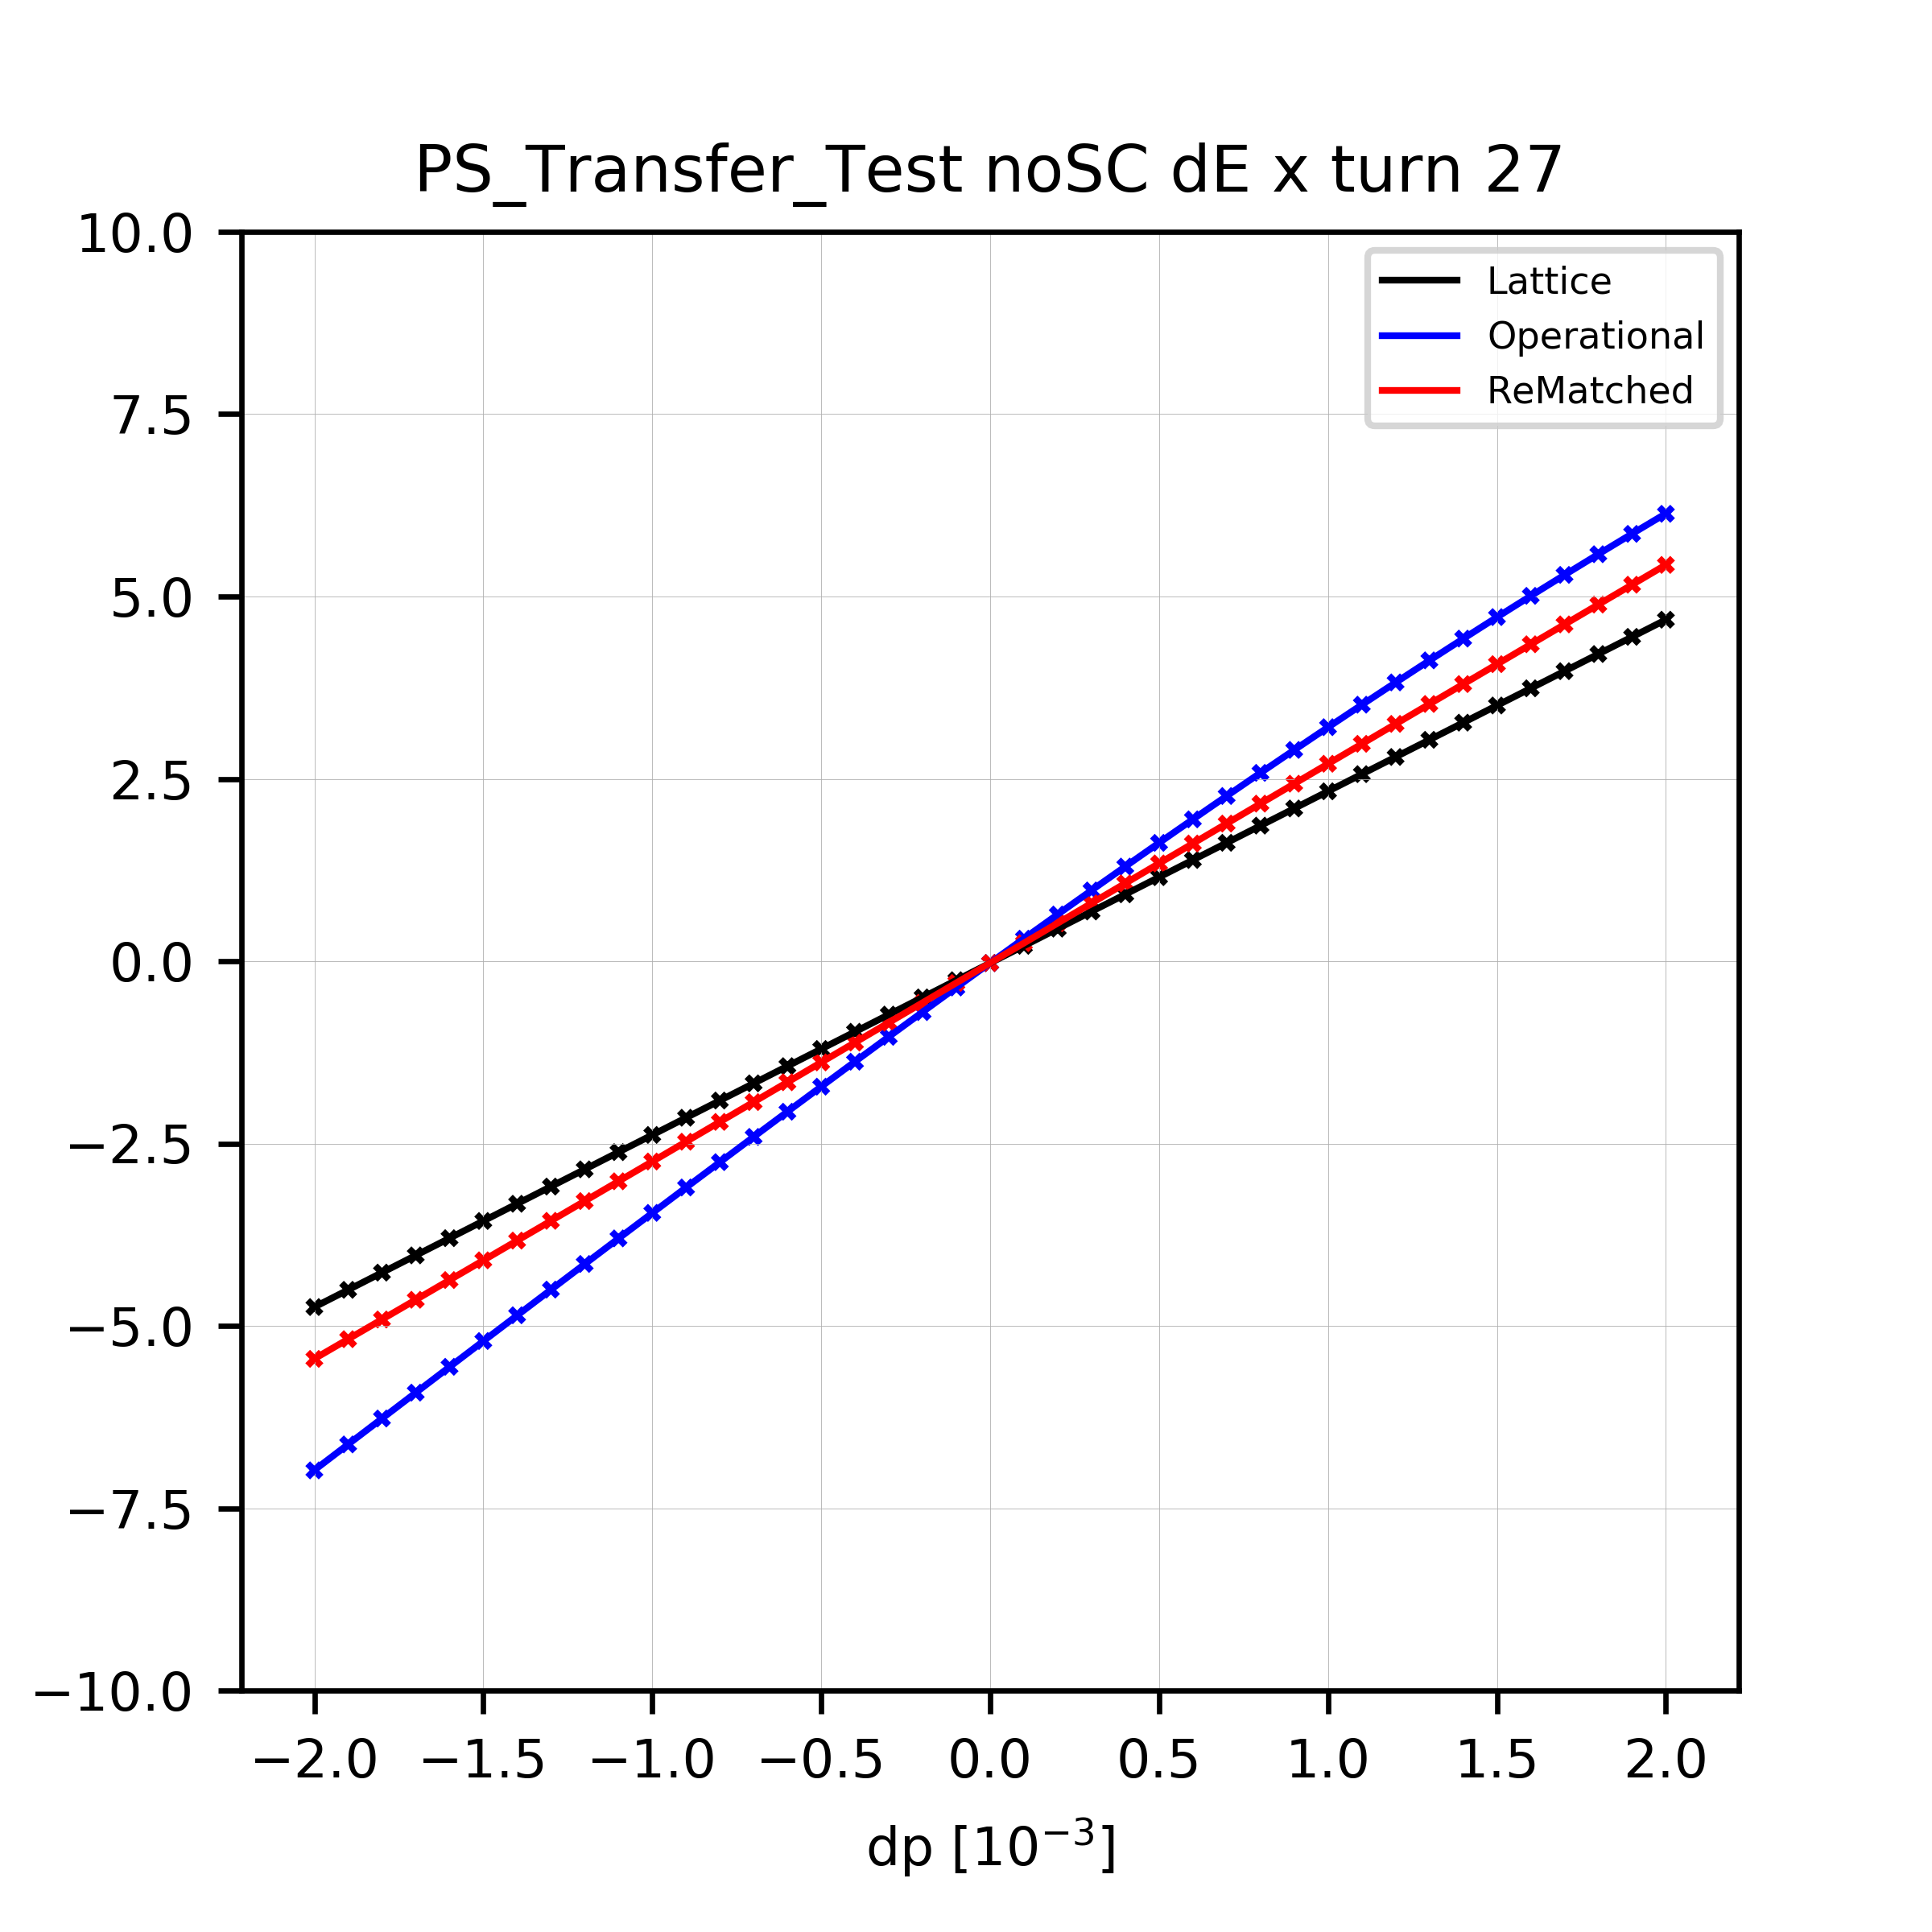 PS_Transfer_Test noSC dE x turn 27
10.0
7.5
5.0
2.5
0.0
−2.5
−5.0
−7.5
−10.0
Lattice
Operational
ReMatched
−2.0 −1.5 −1.0 −0.5 0.0 0.5 1.0 1.5 2.0
dp [10⁻³]